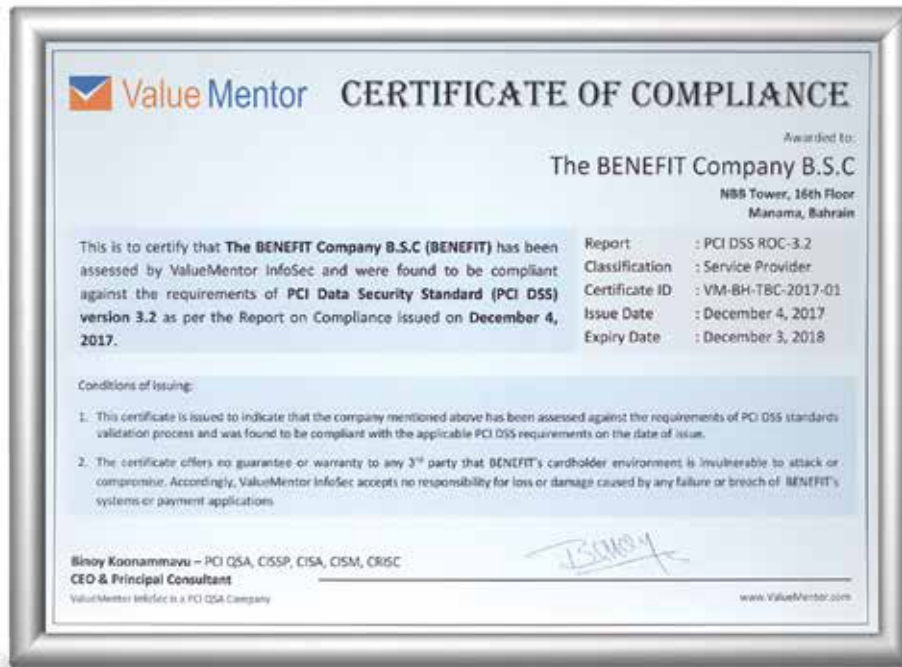 Value Mentor
CERTIFICATE OF COMPLIANCE
Awarded to:
The BENEFIT Company B.S.C
NBB Tower, 16th Floor
Manama, Bahrain
This is to certify that The BENEFIT Company B.S.C (BENEFIT) has been
assessed by ValueMentor InfoSec and were found to be compliant
against the requirements of PCI Data Security Standard (PCI DSS)
version 3.2 as per the Report on Compliance issued on December 4,
2017.
Report : PCI DSS ROC-3.2
Classification : Service Provider
Certificate ID : VM-BH-TBC-2017-01
Issue Date : December 4, 2017
Expiry Date : December 3, 2018
Conditions of issuing:
1. This certificate is issued to indicate that the company mentioned above has been assessed against the requirements of PCI DSS standards
validation process and was found to be compliant with the applicable PCI DSS requirements on the date of issue.
2. The certificate offers no guarantee or warranty to any 3rd party that BENEFIT's cardholder environment is invulnerable to attack or
compromise. Accordingly, ValueMentor InfoSec accepts no responsibility for loss or damage caused by any failure or breach of BENEFIT's
systems or payment applications
Binoy Koonammavu – PCI QSA, CISSP, CISA, CISM, CRISC
CEO & Principal Consultant
ValueMentor InfoSec is a PCI QSA Company
www.ValueMentor.com